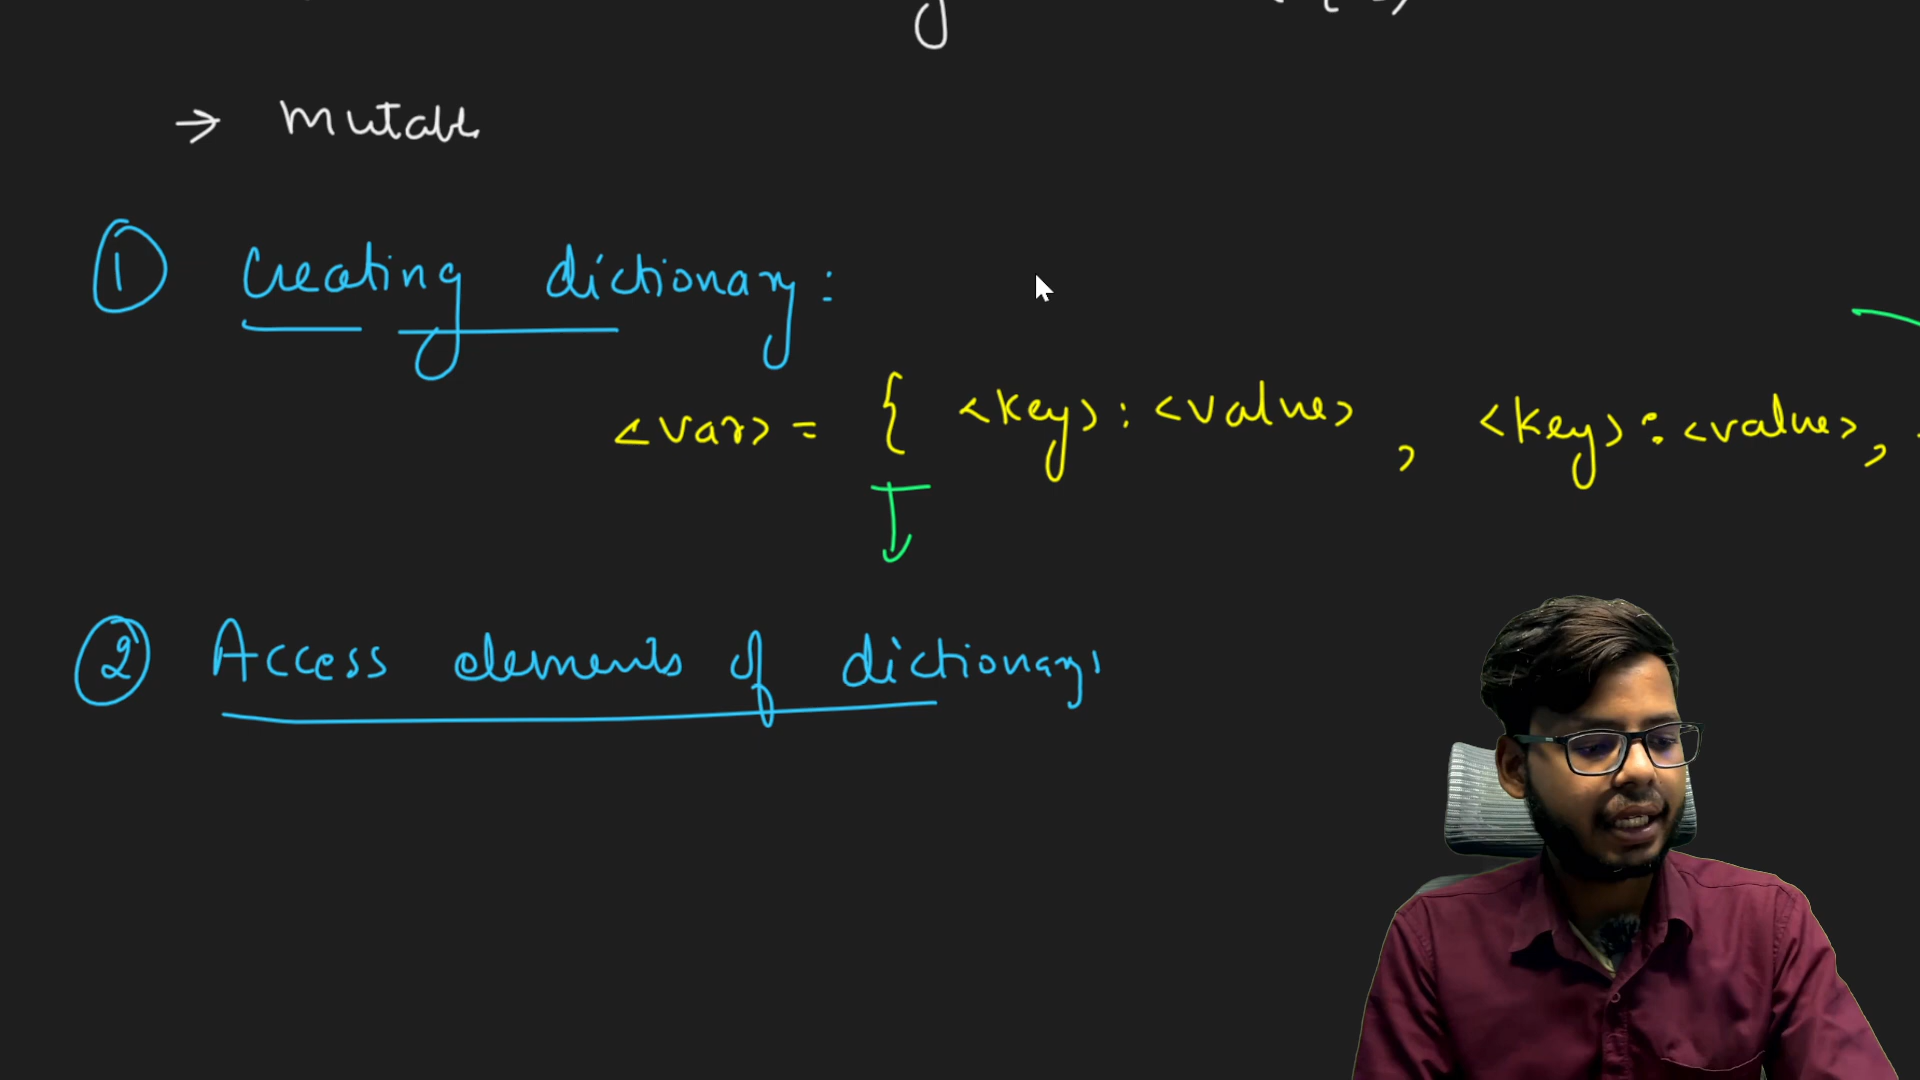 → Mutable
① Creating dictionary:
<var> = { <key> : <value> , <key> : <value> ,
② Access elements of dictionary: